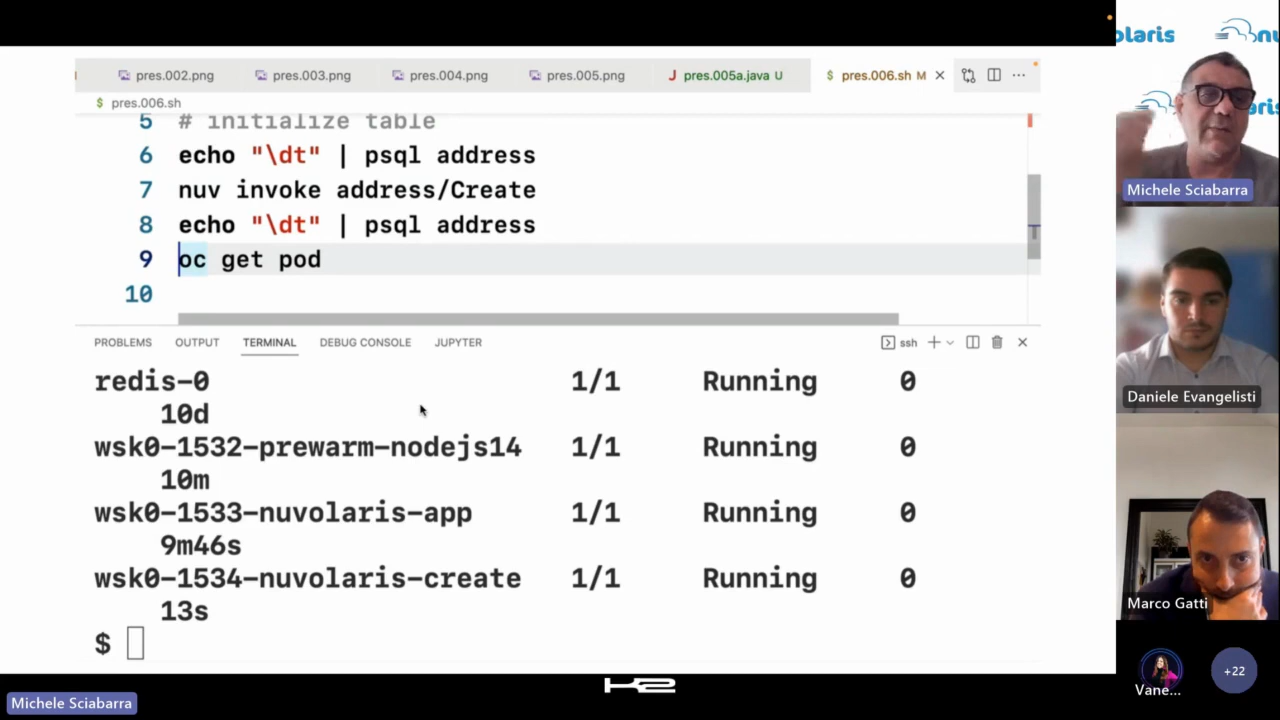 pres.002.png pres.003.png pres.004.png pres.005.png J pres.005a.java U $ pres.006.sh M
$ pres.006.sh
5 # initialize table
6 echo "\dt" | psql address
7 nuv invoke address/Create
8 echo "\dt" | psql address
9 oc get pod
10
PROBLEMS OUTPUT TERMINAL DEBUG CONSOLE JUPYTER ssh
redis-0 1/1 Running 0
10d
wsk0-1532-prewarm-nodejs14 1/1 Running 0
10m
wsk0-1533-nuvolaris-app 1/1 Running 0
9m46s
wsk0-1534-nuvolaris-create 1/1 Running 0
13s
$
K2
Michele Sciabarra
olaris nu
aris
Michele Sciabarra
Daniele Evangelisti
Marco Gatti
Vane... +22